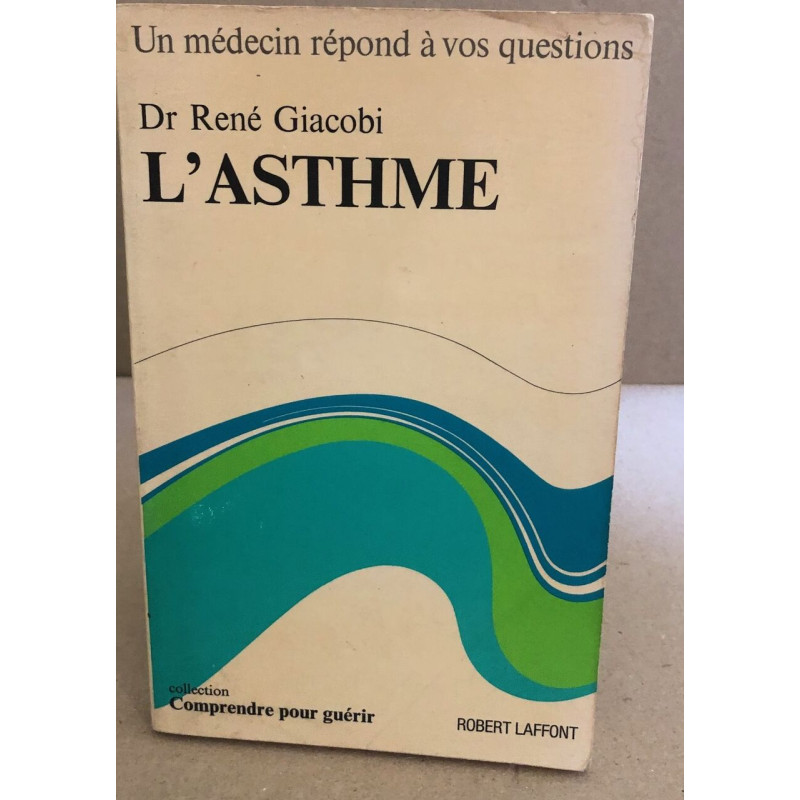 Un médecin répond à vos questions
Dr René Giacobi
L'ASTHME
collection
Comprendre pour guérir
ROBERT LAFFONT